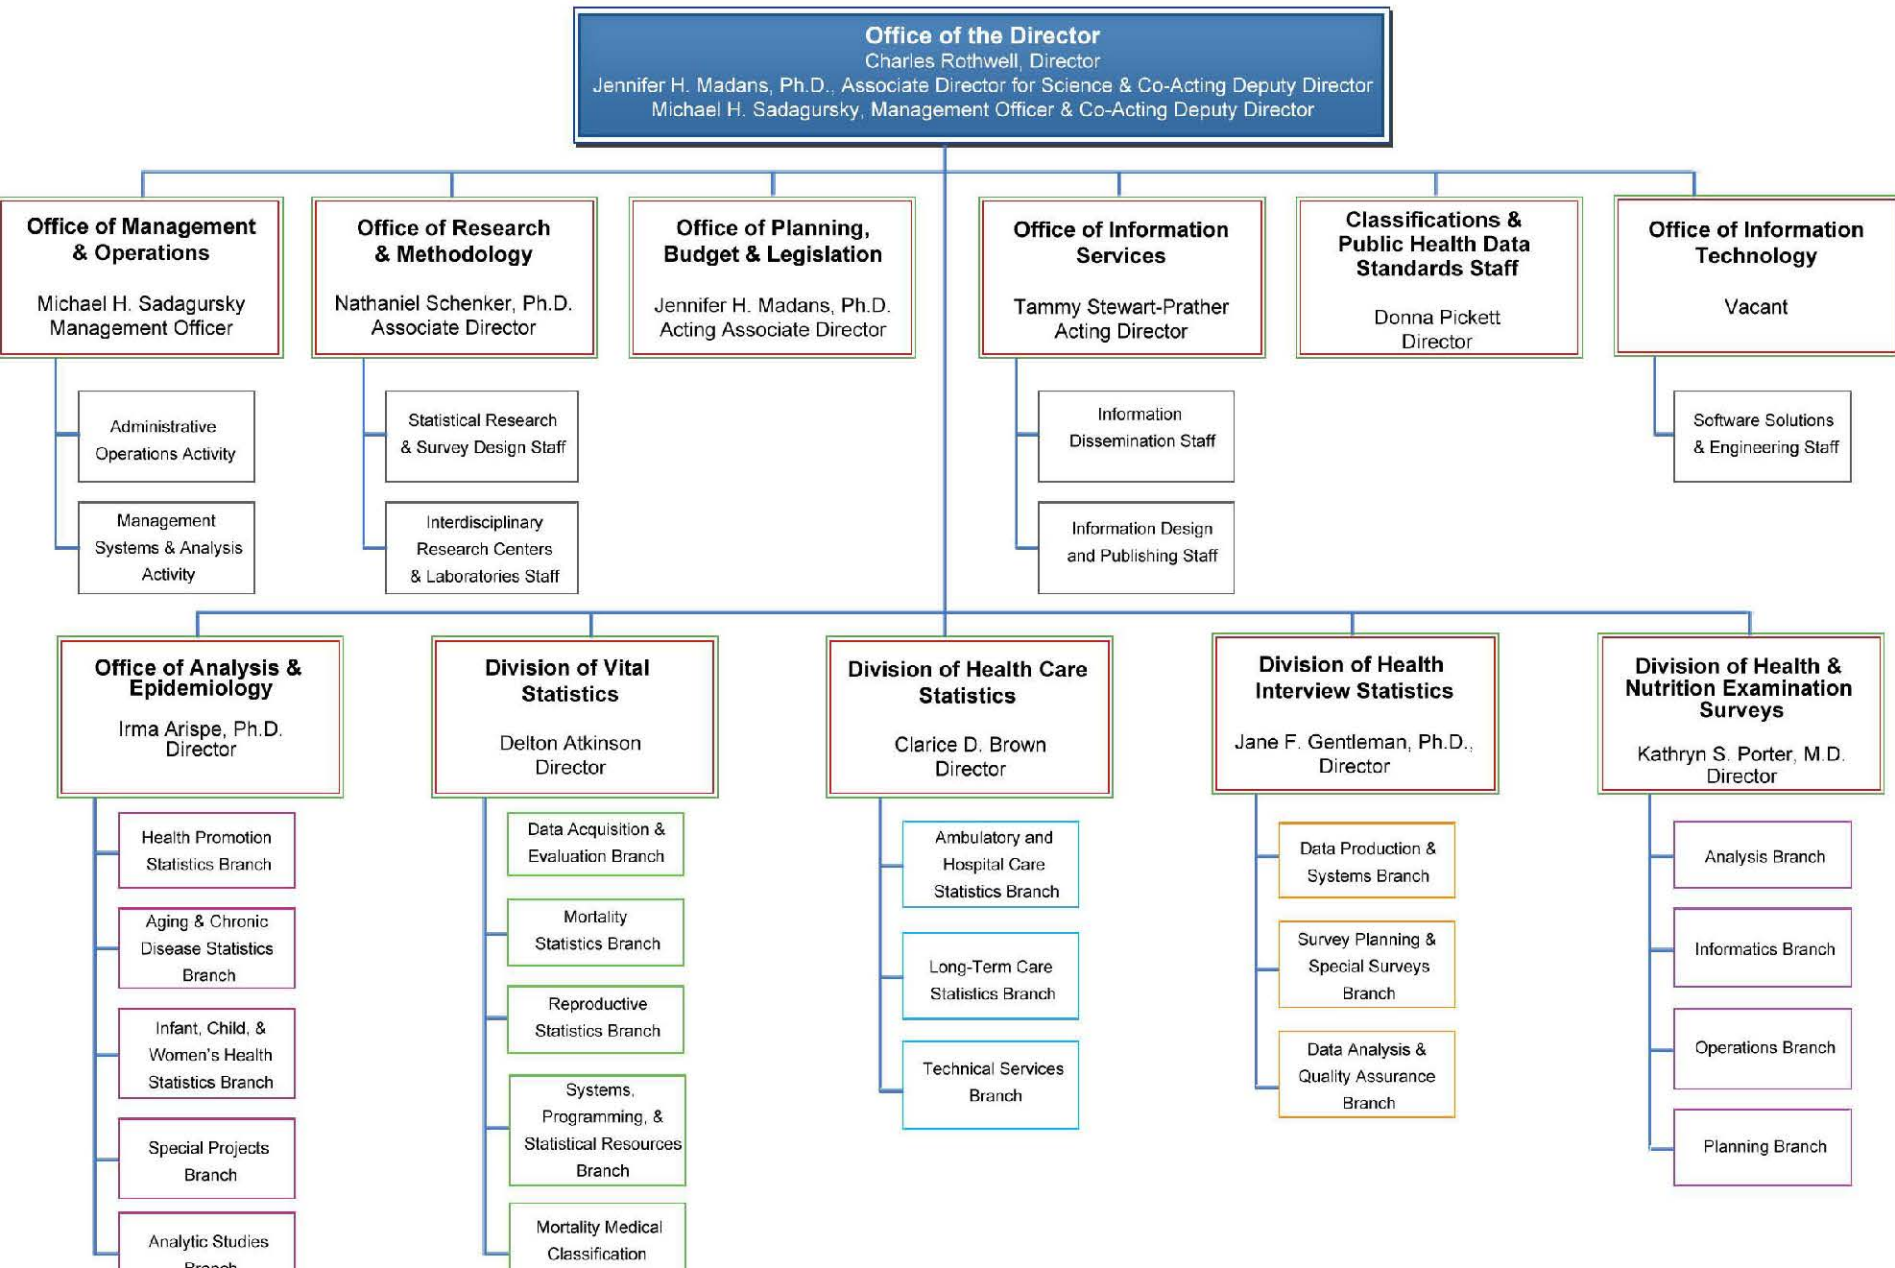 Office of the Director
Charles Rothwell, Director
Jennifer H. Madans, Ph.D., Associate Director for Science & Co-Acting Deputy Director
Michael H. Sadagursky, Management Officer & Co-Acting Deputy Director
Office of Management
& Operations
Michael H. Sadagursky
Management Officer
Office of Research
& Methodology
Nathaniel Schenker, Ph.D.
Associate Director
Office of Planning,
Budget & Legislation
Jennifer H. Madans, Ph.D.
Acting Associate Director
Office of Information
Services
Tammy Stewart-Prather
Acting Director
Classifications &
Public Health Data
Standards Staff
Donna Pickett
Director
Office of Information
Technology
Vacant
Administrative
Operations Activity
Management
Systems & Analysis
Activity
Statistical Research
& Survey Design Staff
Interdisciplinary
Research Centers
& Laboratories Staff
Information
Dissemination Staff
Information Design
and Publishing Staff
Software Solutions
& Engineering Staff
Office of Analysis &
Epidemiology
Irma Arispe, Ph.D.
Director
Division of Vital
Statistics
Delton Atkinson
Director
Division of Health Care
Statistics
Clarice D. Brown
Director
Division of Health
Interview Statistics
Jane F. Gentleman, Ph.D.,
Director
Division of Health &
Nutrition Examination
Surveys
Kathryn S. Porter, M.D.
Director
Health Promotion
Statistics Branch
Aging & Chronic
Disease Statistics
Branch
Infant, Child, &
Women's Health
Statistics Branch
Special Projects
Branch
Analytic Studies
Branch
Data Acquisition &
Evaluation Branch
Mortality
Statistics Branch
Reproductive
Statistics Branch
Systems,
Programming, &
Statistical Resources
Branch
Mortality Medical
Classification
Ambulatory and
Hospital Care
Statistics Branch
Long-Term Care
Statistics Branch
Technical Services
Branch
Data Production &
Systems Branch
Survey Planning &
Special Surveys
Branch
Data Analysis &
Quality Assurance
Branch
Analysis Branch
Informatics Branch
Operations Branch
Planning Branch